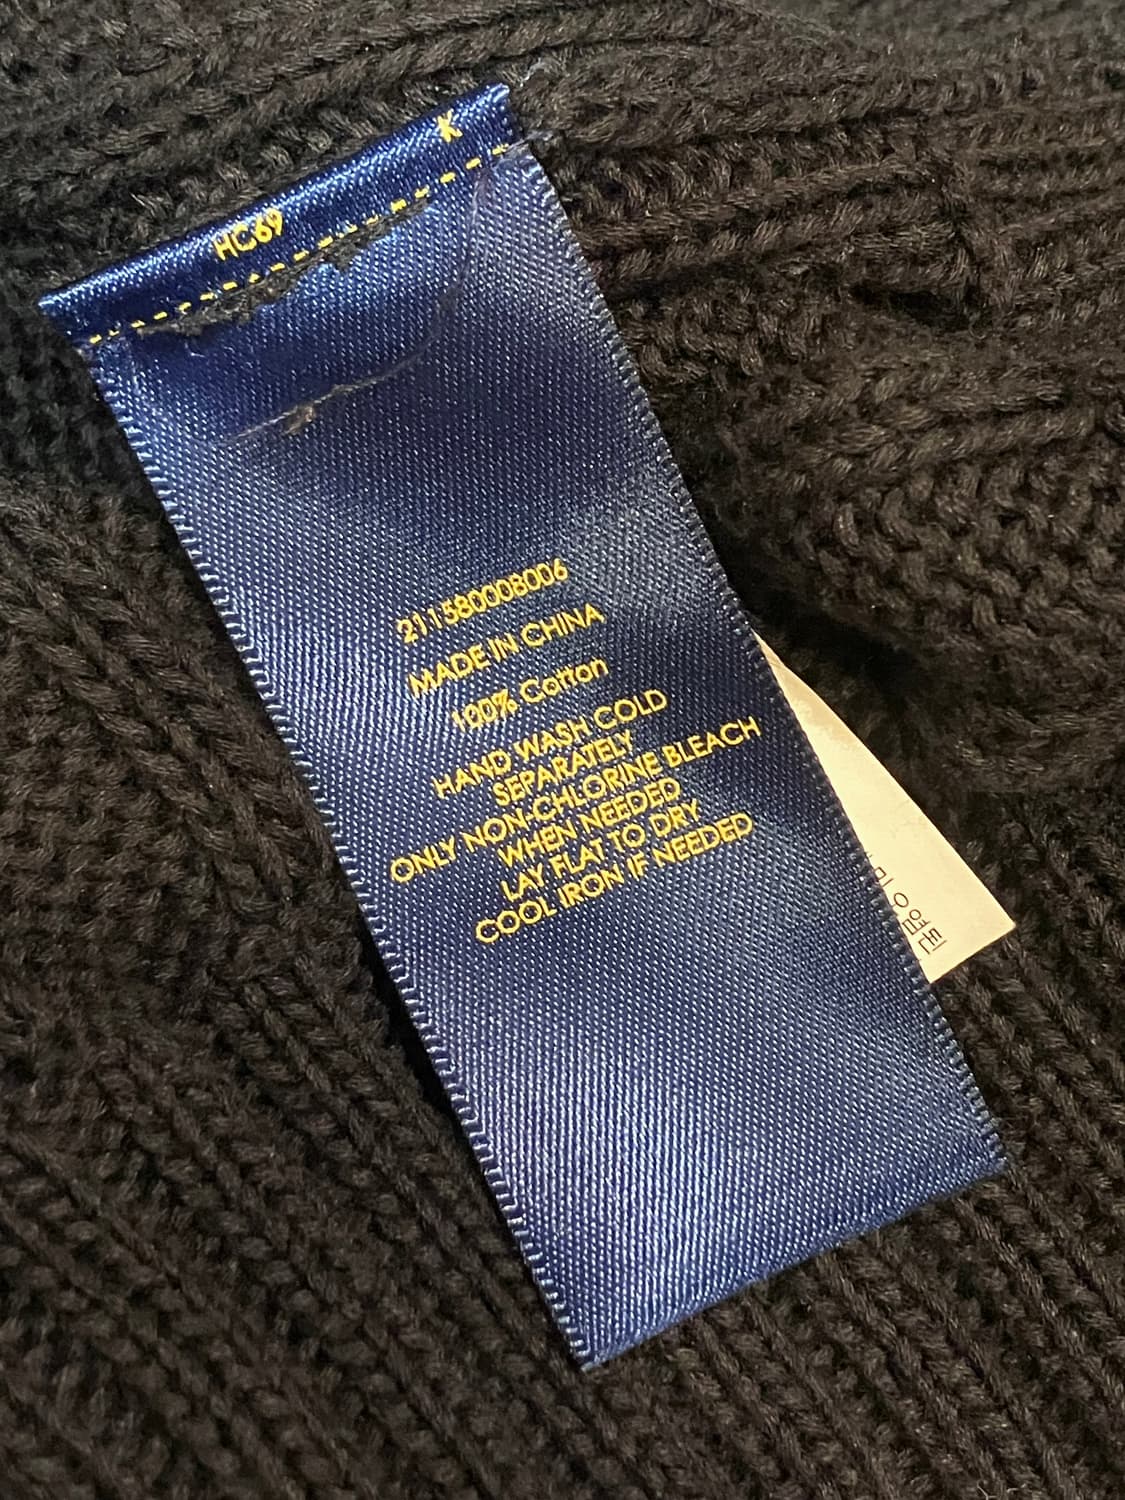 K
HC69
211580008006
MADE IN CHINA
100% Cotton
HAND WASH COLD
SEPARATELY
ONLY NON-CHLORINE BLEACH
WHEN NEEDED
LAY FLAT TO DRY
COOL IRON IF NEEDED